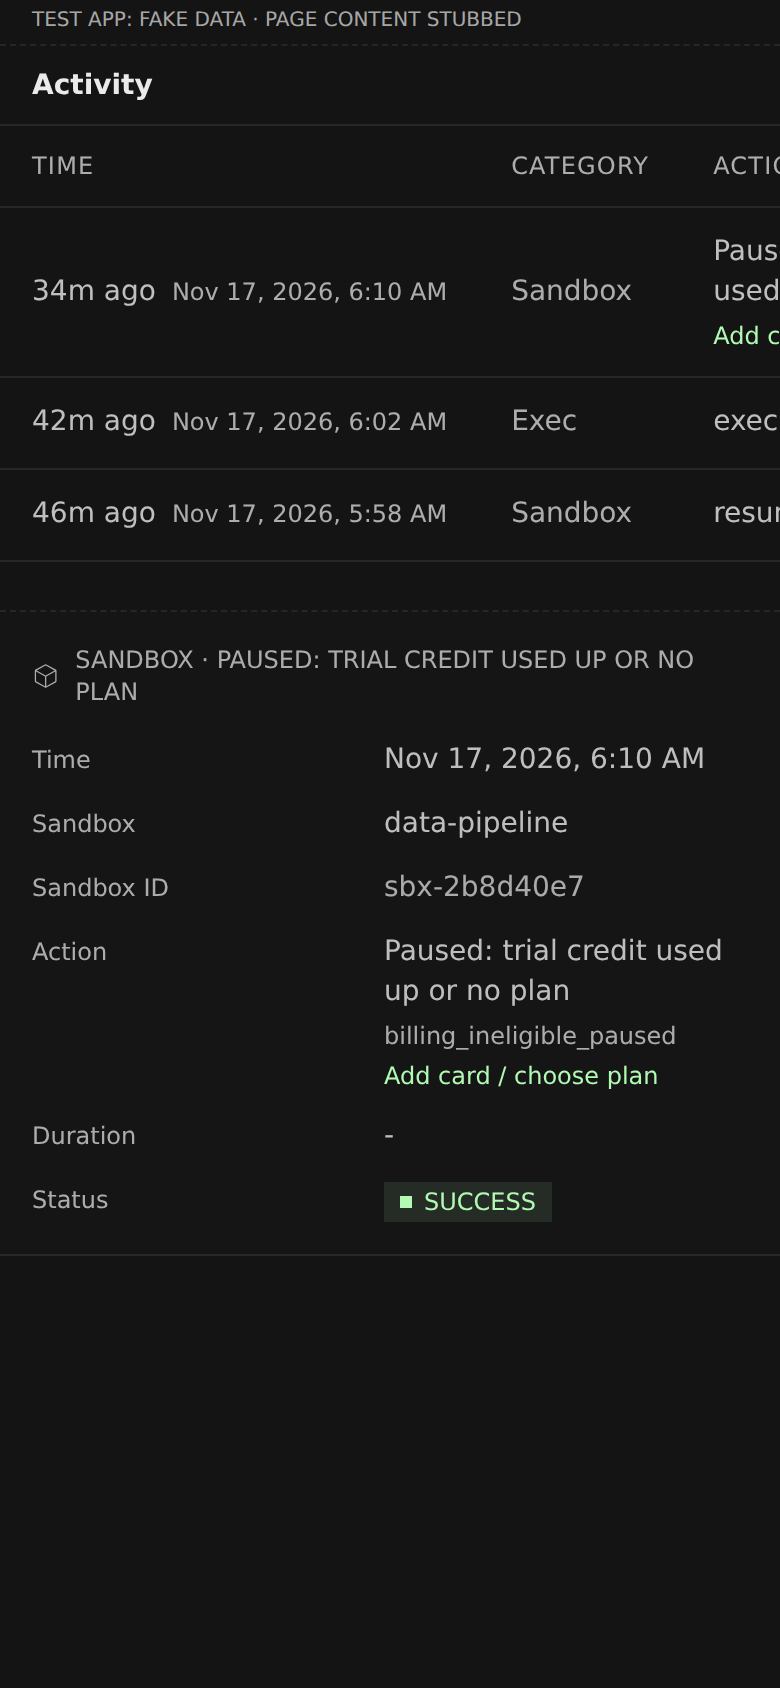 TEST APP: FAKE DATA · PAGE CONTENT STUBBED
Activity
TIME CATEGORY
34m ago Nov 17, 2026, 6:10 AM Sandbox
used
Add
42m ago Nov 17, 2026, 6:02 AM Exec exec
46m ago Nov 17, 2026, 5:58 AM Sandbox
SANDBOX · PAUSED: TRIAL CREDIT USED UP OR NO
PLAN
Time Nov 17, 2026, 6:10 AM
Sandbox data-pipeline
Sandbox ID sbx-2b8d40e7
Action Paused: trial credit used
up or no plan
billing_ineligible_paused
Add card / choose plan
Duration -
Status SUCCESS